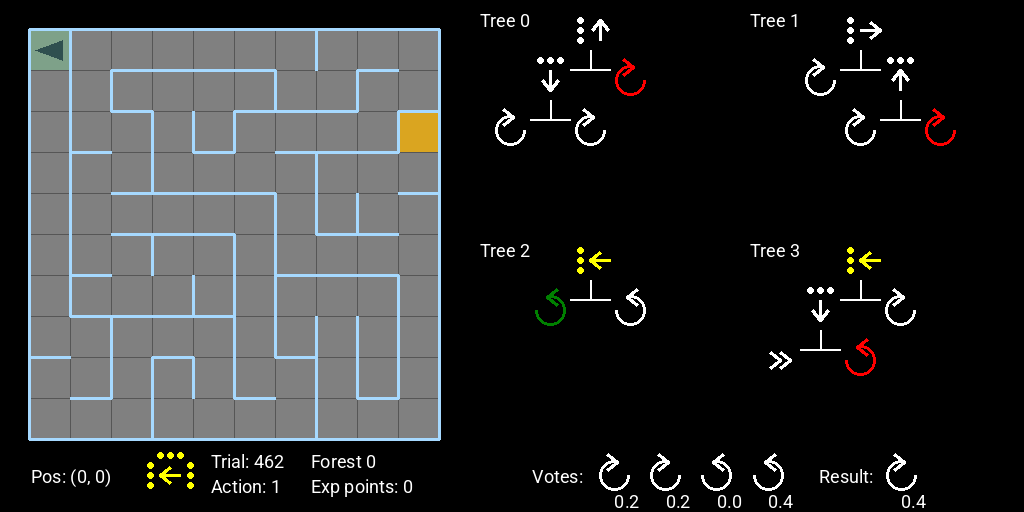 Tree 0
Tree 1
Tree 2
Tree 3
Pos: (0, 0)
Trial: 462
Forest 0
Action: 1
Exp points: 0
Votes:
0.2
0.2
0.0
0.4
Result:
0.4